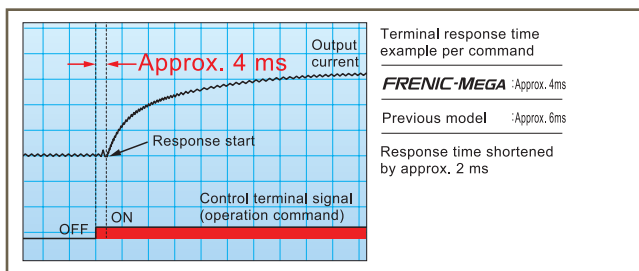 Approx. 4 ms
Output
current
Response start
Control terminal signal
(operation command)
ON
OFF
Terminal response time
example per command
FRENIC-MEGA :Approx. 4ms
Previous model :Approx. 6ms
Response time shortened
by approx. 2 ms